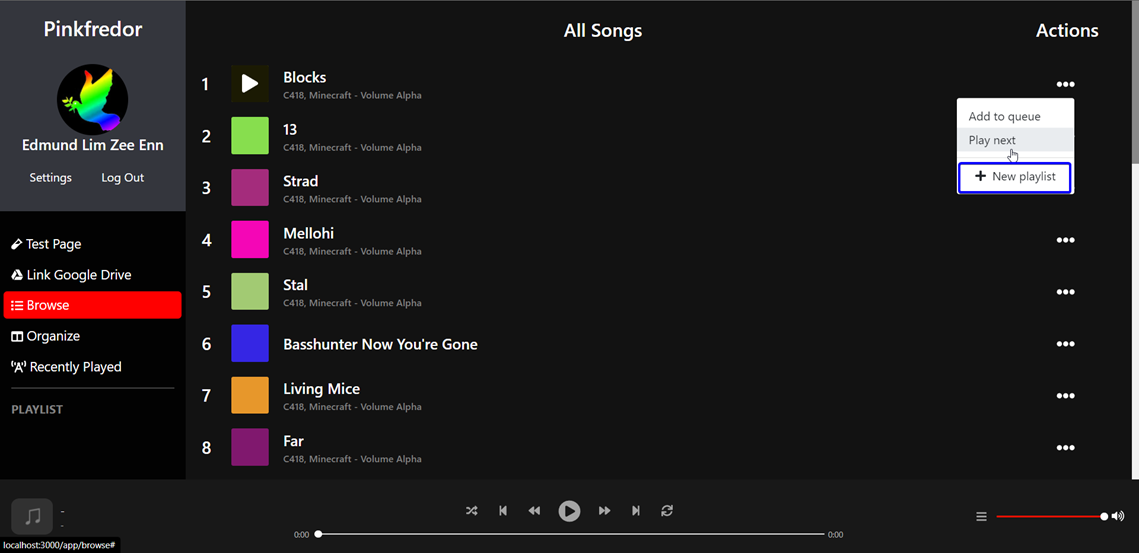 Pinkfredor
Edmund Lim Zee Enn
Settings Log Out
Test Page
Link Google Drive
Browse
Organize
Recently Played
PLAYLIST
All Songs Actions
1 Blocks
C418, Minecraft - Volume Alpha
2 13
C418, Minecraft - Volume Alpha
3 Strad
C418, Minecraft - Volume Alpha
4 Mellohi
C418, Minecraft - Volume Alpha
5 Stal
C418, Minecraft - Volume Alpha
6 Basshunter Now You're Gone
7 Living Mice
C418, Minecraft - Volume Alpha
8 Far
C418, Minecraft - Volume Alpha
Add to queue
Play next
+ New playlist
-
-
0:00 0:00
localhost:3000/app/browse#